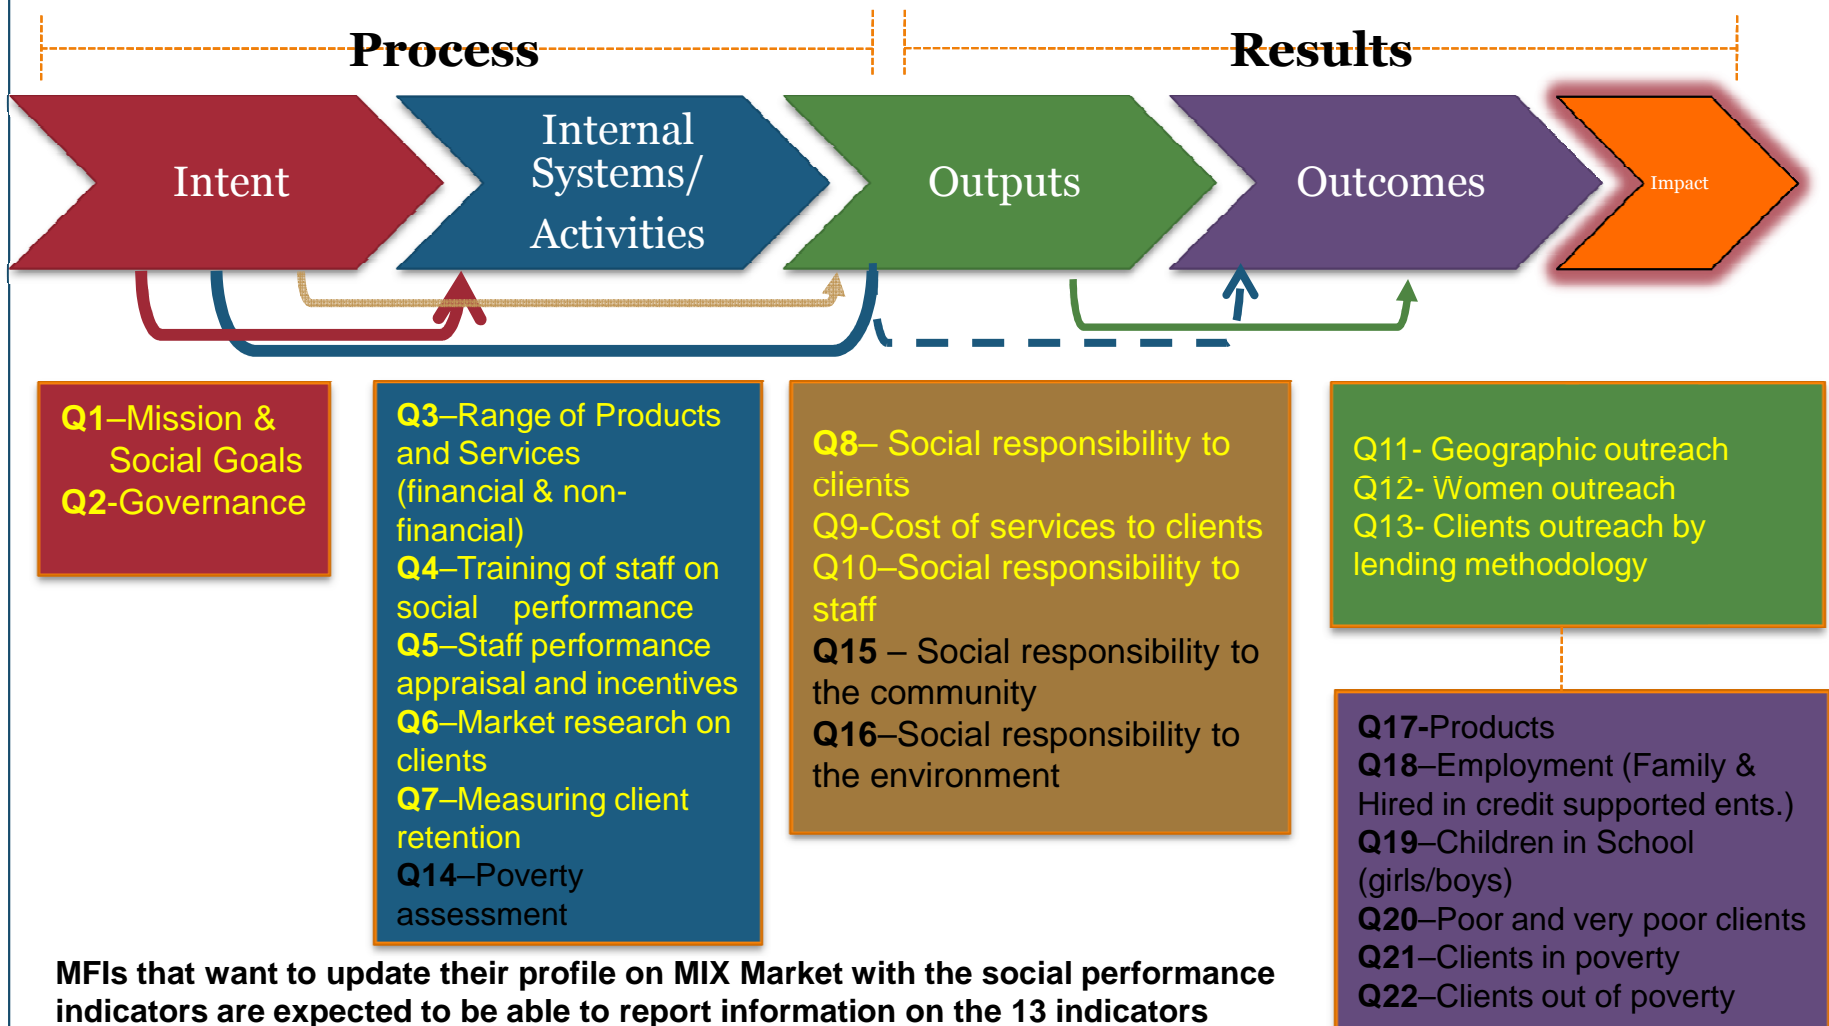 Process
Results
Intent
Internal
Systems/
Activities
Outputs
Outcomes
Impact
Q1–Mission &
Social Goals
Q2-Governance
Q3–Range of Products
and Services
(financial & non-
financial)
Q4–Training of staff on
social performance
Q5–Staff performance
appraisal and incentives
Q6–Market research on
clients
Q7–Measuring client
retention
Q14–Poverty
assessment
Q8– Social responsibility to
clients
Q9-Cost of services to clients
Q10–Social responsibility to
staff
Q15 – Social responsibility to
the community
Q16–Social responsibility to
the environment
Q11- Geographic outreach
Q12- Women outreach
Q13- Clients outreach by
lending methodology
Q17-Products
Q18–Employment (Family &
Hired in credit supported ents.)
Q19–Children in School
(girls/boys)
Q20–Poor and very poor clients
Q21–Clients in poverty
Q22–Clients out of poverty
MFIs that want to update their profile on MIX Market with the social performance
indicators are expected to be able to report information on the 13 indicators